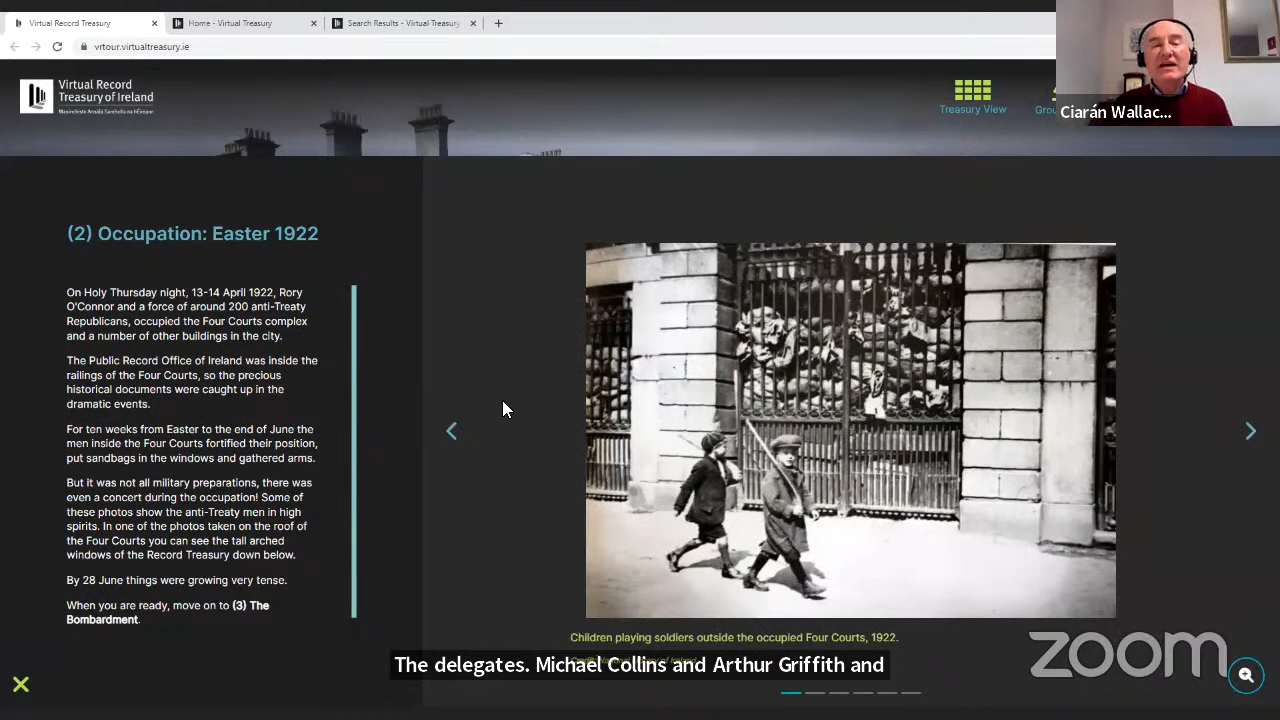 Virtual Record Treasury
Home - Virtual Treasury
Search Results - Virtual Treasury
vrtour.virtualtreasury.ie
Virtual Record
Treasury of Ireland
Treasury View
Ciarán Wallac...
(2) Occupation: Easter 1922
On Holy Thursday night, 13-14 April 1922, Rory
O'Connor and a force of around 200 anti-Treaty
Republicans, occupied the Four Courts complex
and a number of other buildings in the city.
The Public Record Office of Ireland was inside the
railings of the Four Courts, so the precious
historical documents were caught up in the
dramatic events.
For ten weeks from Easter to the end of June the
men inside the Four Courts fortified their position,
put sandbags in the windows and gathered arms.
But it was not all military preparations, there was
even a concert during the occupation! Some of
these photos show the anti-Treaty men in high
spirits. In one of the photos taken on the roof of
the Four Courts you can see the tall arched
windows of the Record Treasury down below.
By 28 June things were growing very tense.
When you are ready, move on to (3) The
Bombardment.
Children playing soldiers outside the occupied Four Courts, 1922.
The delegates. Michael Collins and Arthur Griffith and
zoom